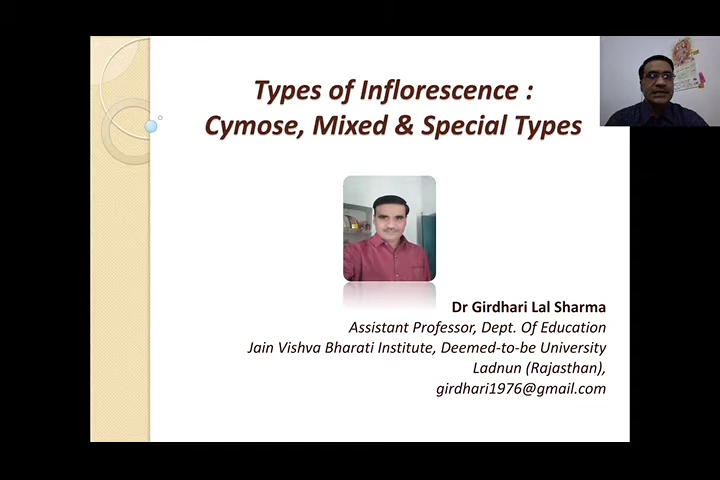 Types of Inflorescence :
Cymose, Mixed & Special Types
Dr Girdhari Lal Sharma
Assistant Professor, Dept. Of Education
Jain Vishva Bharati Institute, Deemed-to-be University
Ladnun (Rajasthan),
girdhari1976@gmail.com